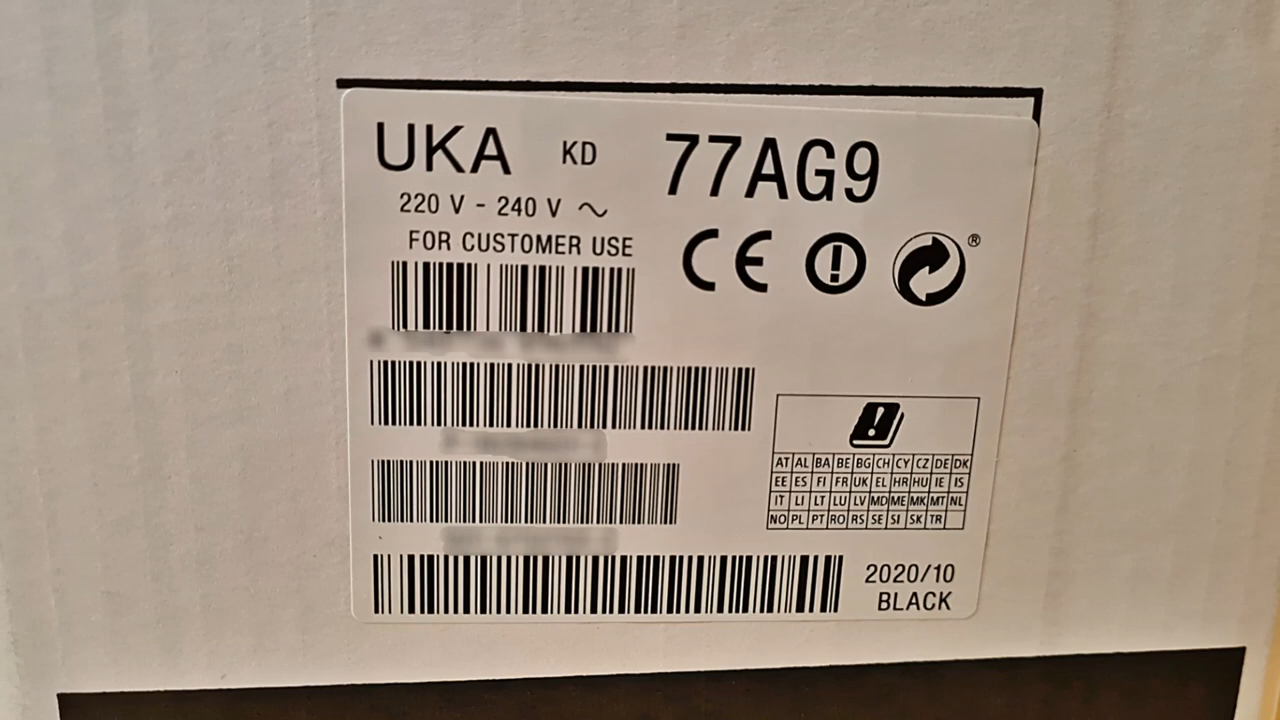 UKA KD 77AG9
220 V - 240 V ~
FOR CUSTOMER USE
CE ®
AT AL BA BE BG CH CY CZ DE DK
EE ES FI FR UK EL HR HU IE IS
IT LI LT LU LV MD ME MK MT NL
NO PL PT RO RS SE SI SK TR
2020/10
BLACK